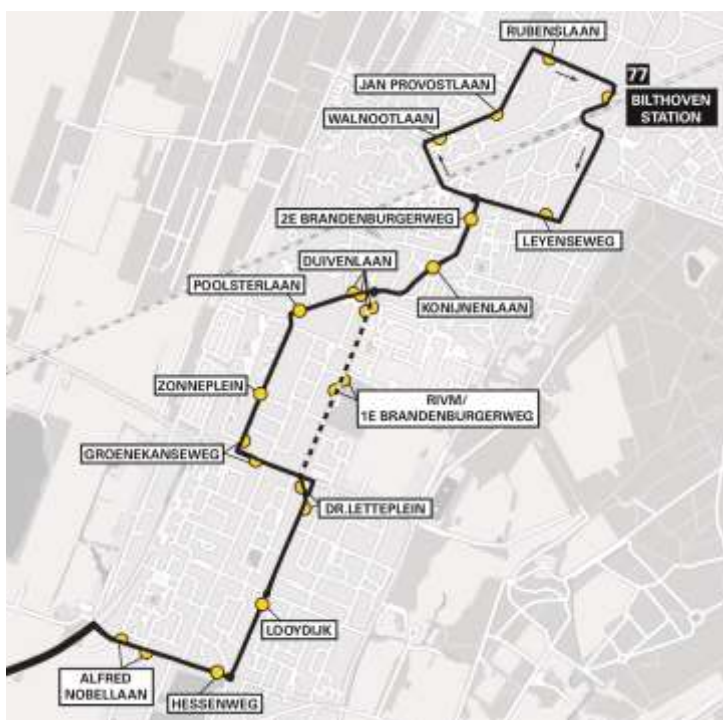 RUBENSLAAN
77
JAN PROVOSTLAAN
BILTHOVEN
STATION
WALNOOTLAAN
2E BRANDENBURGERWEG
LEYENSEWEG
DUIVENLAAN
POOLSTERLAAN
KONIJNENLAAN
ZONNEPLEIN
RIVM/
1E BRANDENBURGERWEG
GROENEKANSEWEG
DR.LETTEPLEIN
LOOYDIJK
ALFRED
NOBELLAAN
HESSENWEG